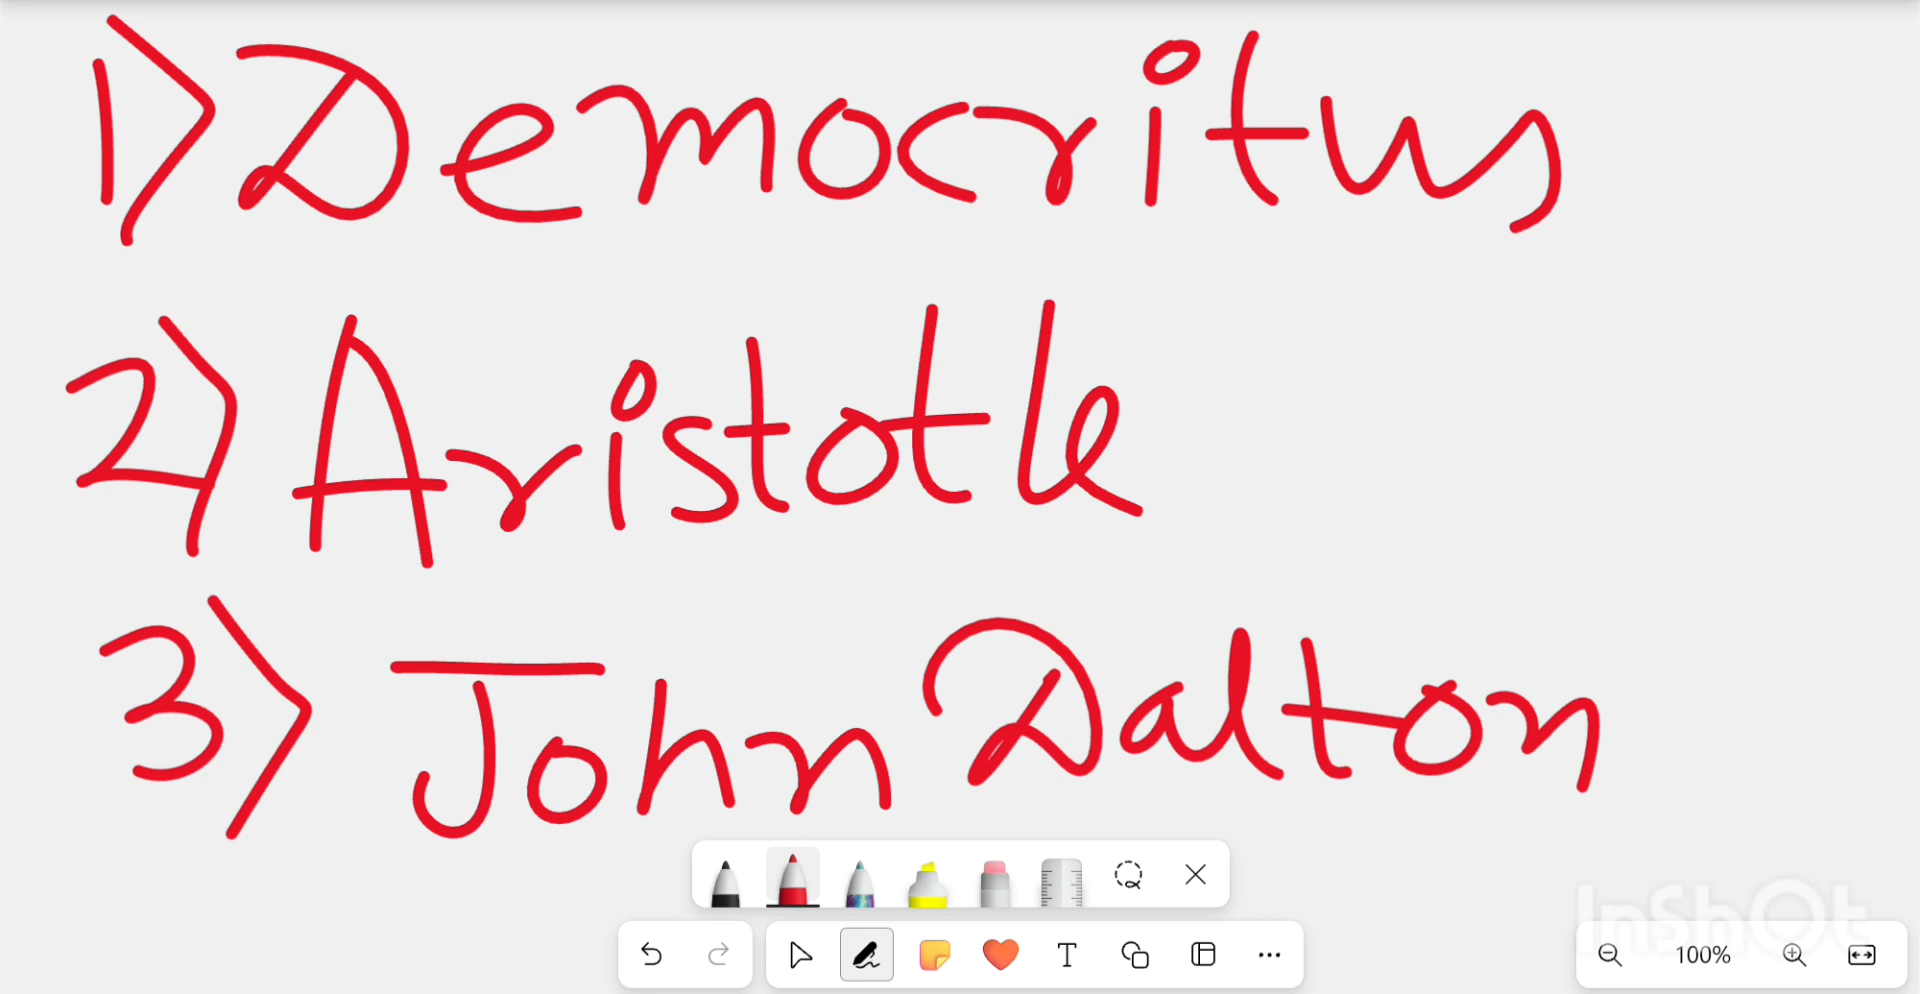 1) Democritus
2) Aristotle
3) John Dalton
InShOt
100%